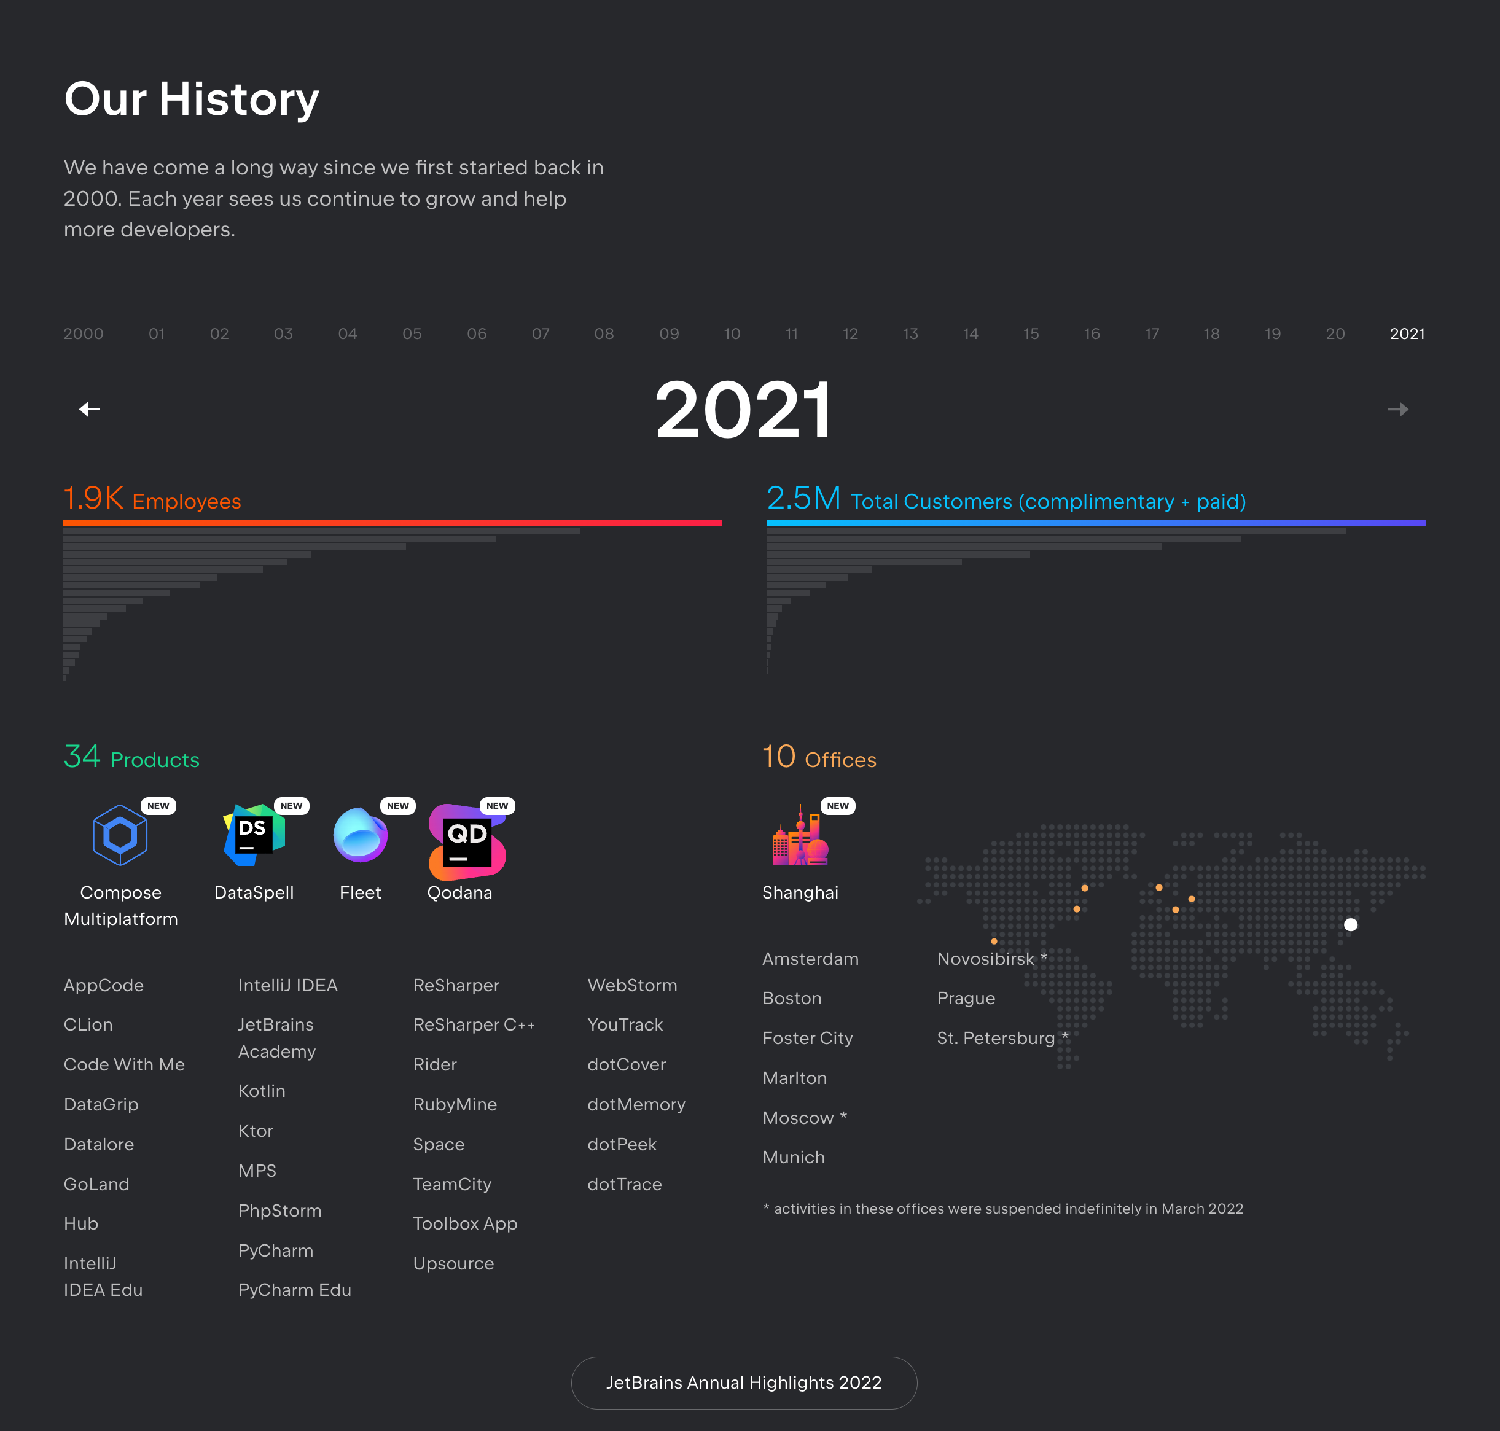 Our History
We have come a long way since we first started back in
2000. Each year sees us continue to grow and help
more developers.
2000 01 02 03 04 05 06 07 08 09 10 11 12 13 14 15 16 17 18 19 20 2021
2021
1.9K Employees
2.5M Total Customers (complimentary + paid)
34 Products
NEW
NEW
NEW
NEW
DS
QD
Compose
Multiplatform
DataSpell
Fleet
Qodana
AppCode
CLion
Code With Me
DataGrip
Datalore
GoLand
Hub
IntelliJ
IDEA Edu
IntelliJ IDEA
JetBrains
Academy
Kotlin
Ktor
MPS
PhpStorm
PyCharm
PyCharm Edu
ReSharper
ReSharper C++
Rider
RubyMine
Space
TeamCity
Toolbox App
Upsource
WebStorm
YouTrack
dotCover
dotMemory
dotPeek
dotTrace
10 Offices
NEW
Shanghai
Amsterdam
Boston
Foster City
Marlton
Moscow *
Munich
Novosibirsk *
Prague
St. Petersburg *
* activities in these offices were suspended indefinitely in March 2022
JetBrains Annual Highlights 2022